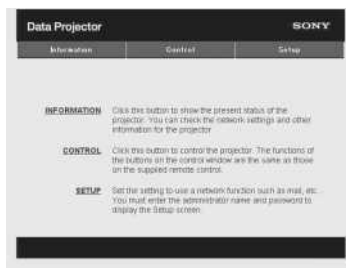 Data Projector SONY
Information Control Setup
INFORMATION Click this button to show the present status of the
projector. You can check the network settings and other
information for the projector
CONTROL Click this button to control the projector. The functions of
the buttons on the control window are the same as those
on the supplied remote control.
SETUP Set the setting to use a network function such as mail, etc...
You must enter the administrator name and password to
display the Setup screen.